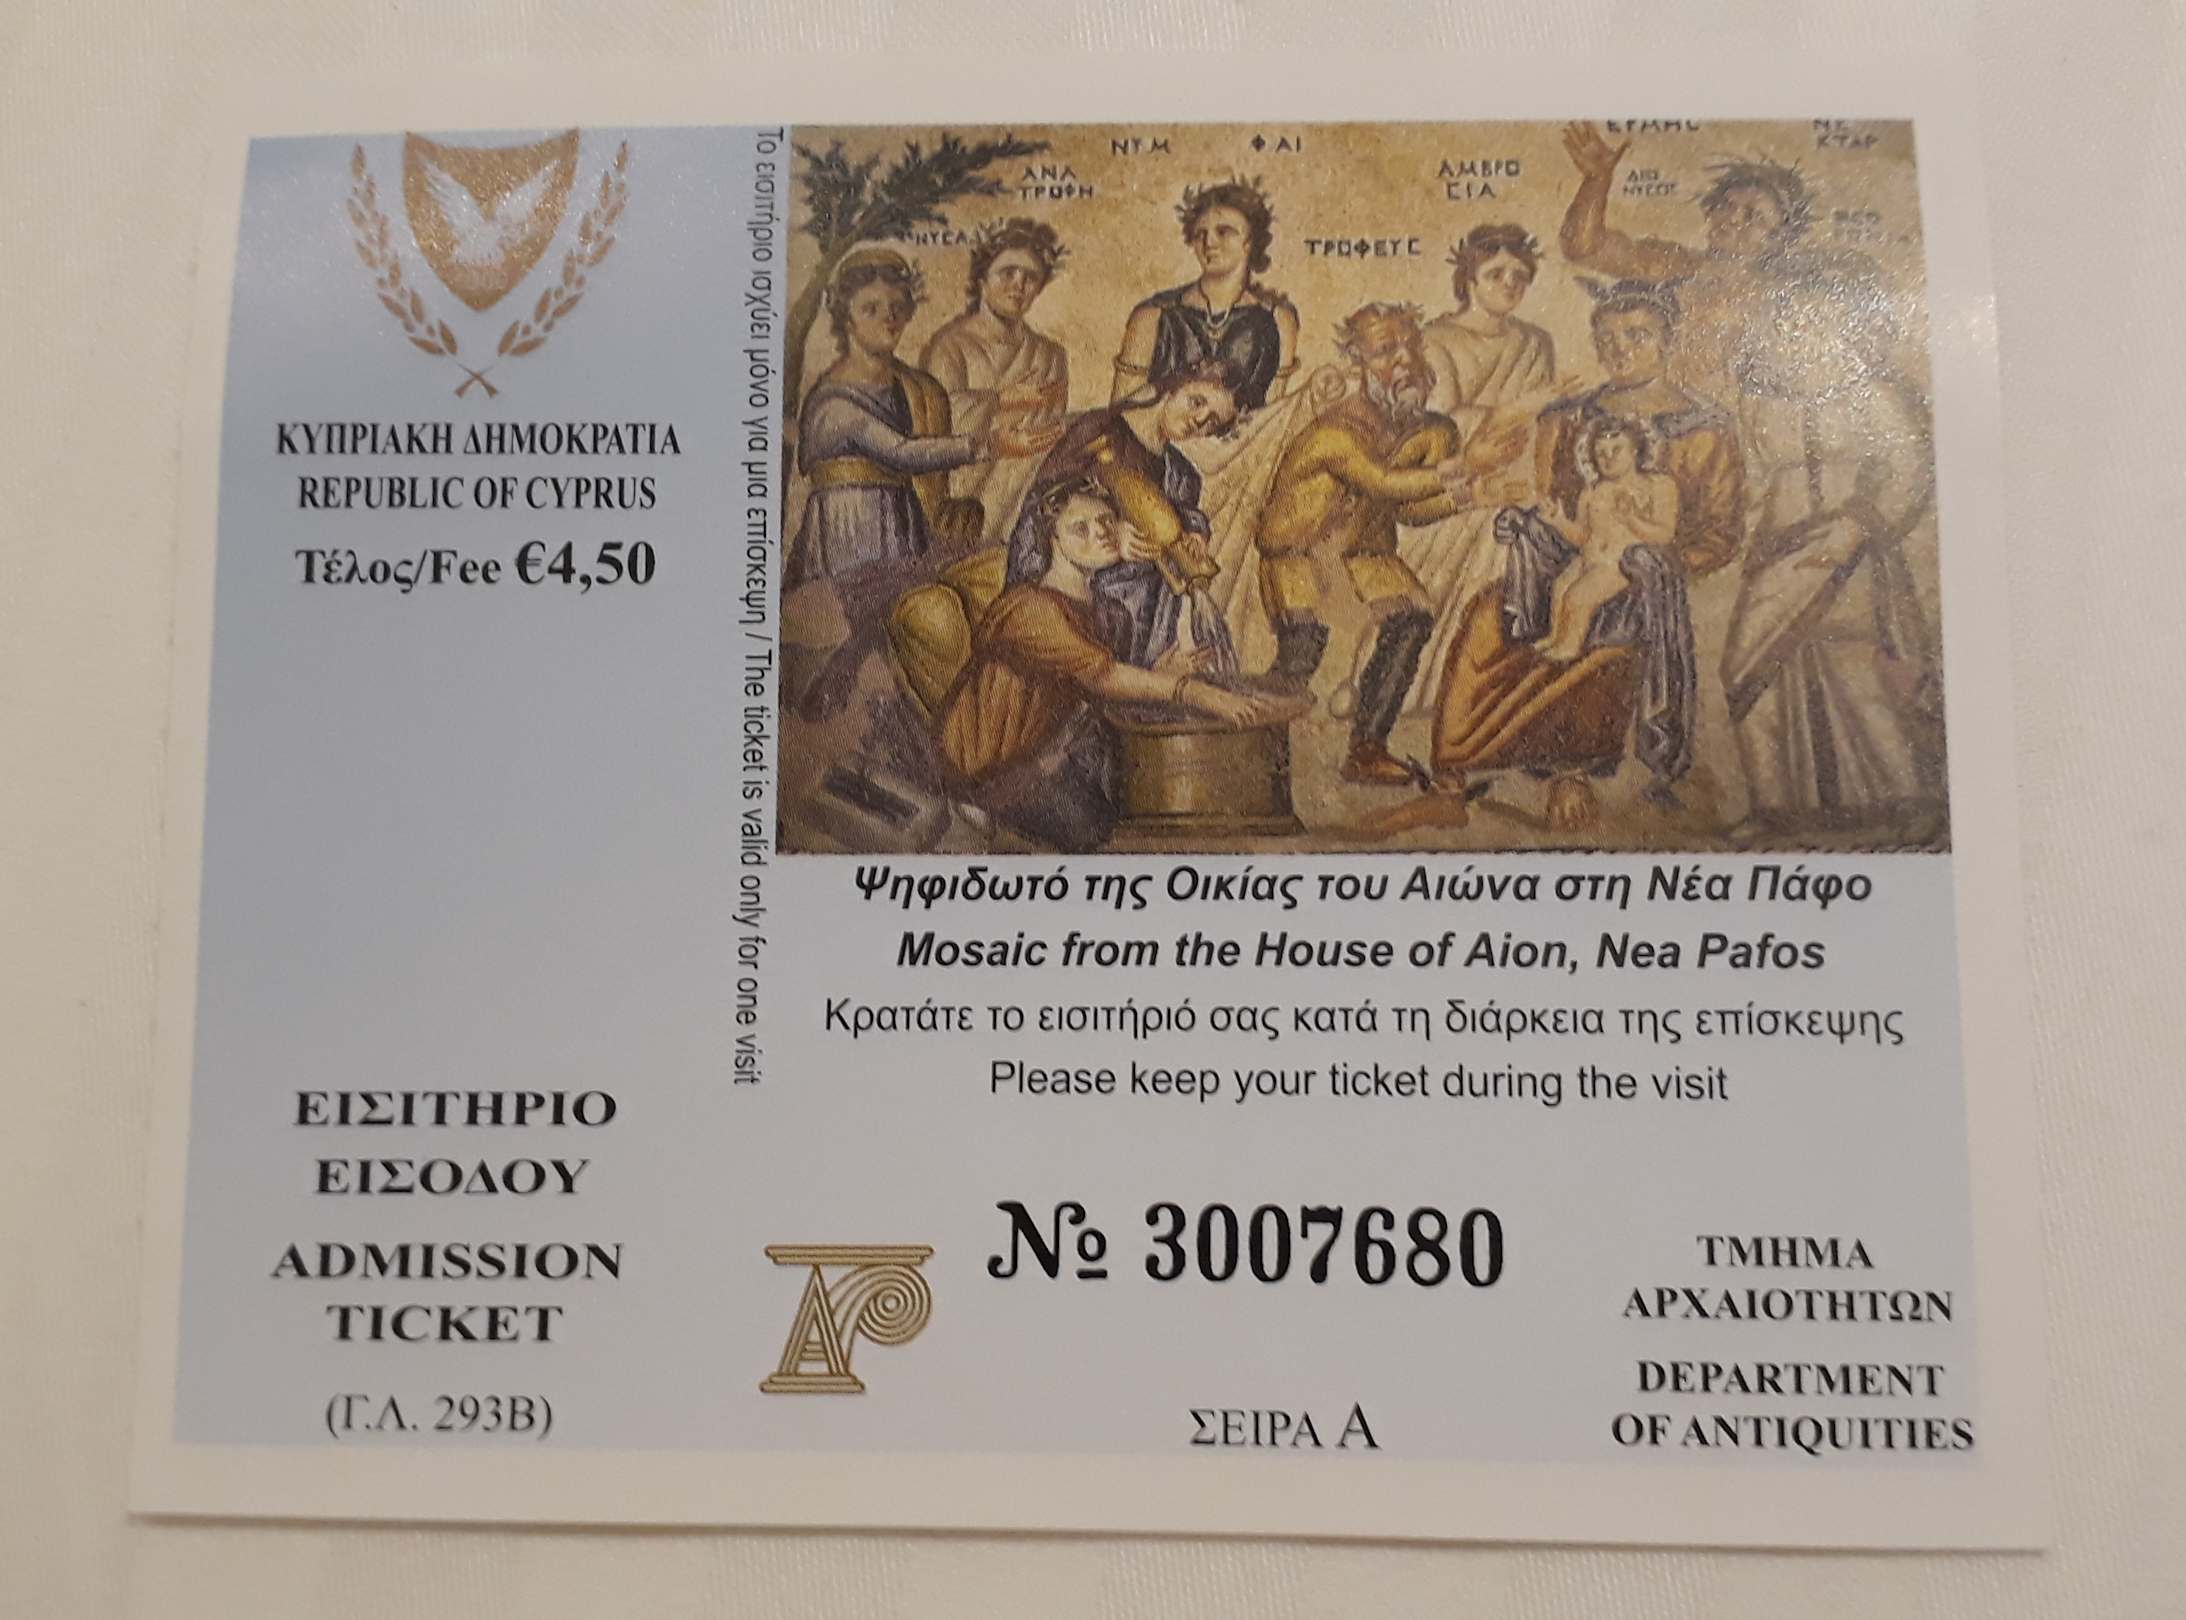 ΚΥΠΡΙΑΚΗ ΔΗΜΟΚΡΑΤΙΑ
REPUBLIC OF CYPRUS
Τέλος/Fee €4,50
ΕΙΣΙΤΗΡΙΟ
ΕΙΣΟΔΟΥ
ADMISSION
TICKET
(Γ.Λ. 293Β)
Το εισιτήριο ισχύει μόνο για μια επίσκεψη / The ticket is valid only for one visit
ΝΥΜ ΦΑΙ
ΑΝΑ
ΤΡΟΦΗ
ΝΥCΑ
ΑΜΒΡΟ
CΙΑ
ΤΡΟΦΕΥC
ΕΡΜΗC
ΔΙΟ
ΝΥCΟC
ΝΕ
ΚΤΑΡ
Ψηφιδωτό της Οικίας του Αιώνα στη Νέα Πάφο
Mosaic from the House of Aion, Nea Pafos
Κρατάτε το εισιτήριό σας κατά τη διάρκεια της επίσκεψης
Please keep your ticket during the visit
№ 3007680
ΣΕΙΡΑ Α
ΤΜΗΜΑ
ΑΡΧΑΙΟΤΗΤΩΝ
DEPARTMENT
OF ANTIQUITIES